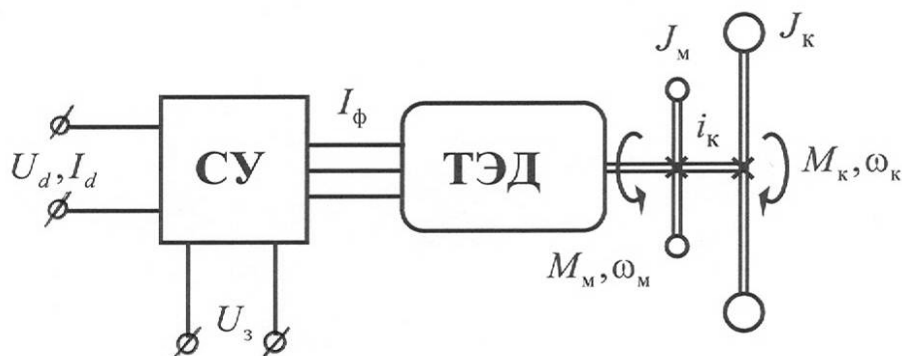 J_м
J_к
I_ф
i_к
U_d, I_d
СУ
ТЭД
M_к, ω_к
M_м, ω_м
U_з